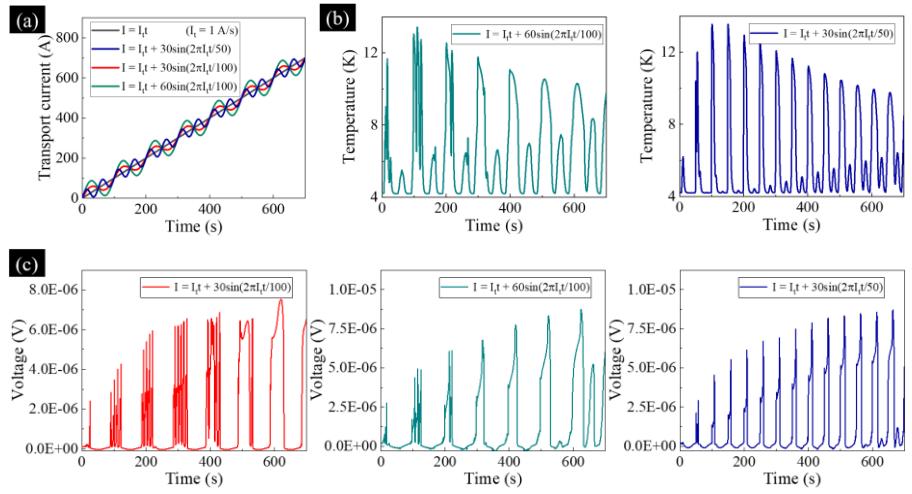 (a)
Transport current (A)
800
600
400
200
0
I = Iₜt (Iₜ = 1 A/s)
I = Iₜt + 30sin(2πIₜt/50)
I = Iₜt + 30sin(2πIₜt/100)
I = Iₜt + 60sin(2πIₜt/100)
0 200 400 600
Time (s)
(b)
Temperature (K)
12
8
4
I = Iₜt + 60sin(2πIₜt/100)
0 200 400 600
Time (s)
Temperature (K)
12
8
4
I = Iₜt + 30sin(2πIₜt/50)
0 200 400 600
Time (s)
(c)
Voltage (V)
8.0E-06
6.0E-06
4.0E-06
2.0E-06
0.0E+00
I = Iₜt + 30sin(2πIₜt/100)
0 200 400 600
Time (s)
Voltage (V)
1.0E-05
7.5E-06
5.0E-06
2.5E-06
0.0E+00
I = Iₜt + 60sin(2πIₜt/100)
0 200 400 600
Time (s)
Voltage (V)
1.0E-05
7.5E-06
5.0E-06
2.5E-06
0.0E+00
I = Iₜt + 30sin(2πIₜt/50)
0 200 400 600
Time (s)